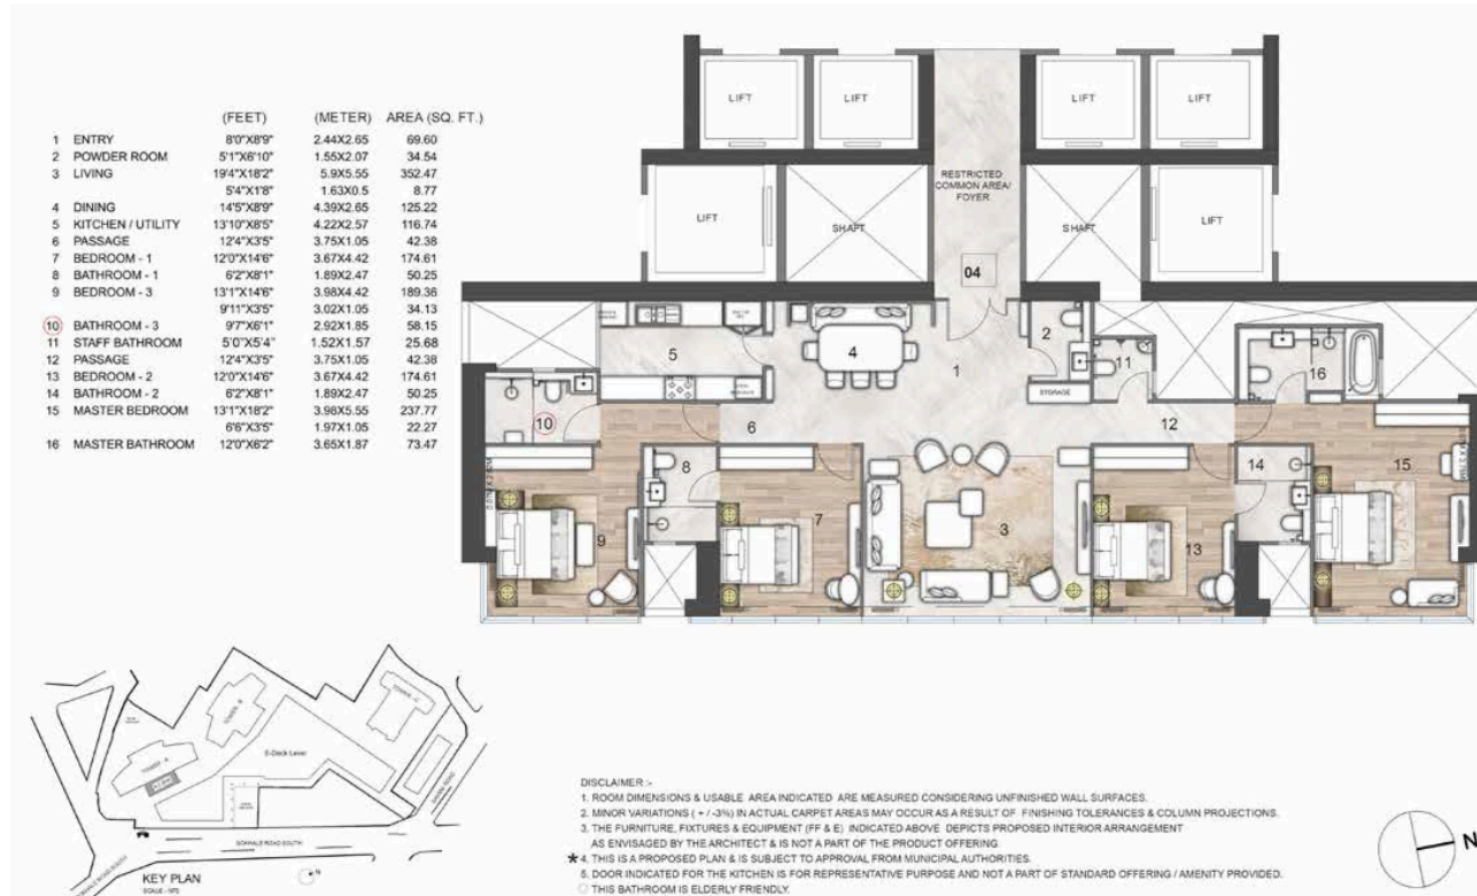 (FEET) (METER) AREA (SQ. FT.)
1 ENTRY 8'0"X8'9" 2.44X2.65 69.60
2 POWDER ROOM 5'1"X6'10" 1.55X2.07 34.54
3 LIVING 19'4"X18'2" 5.9X5.55 352.47
5'4"X1'8" 1.63X0.5 8.77
4 DINING 14'5"X8'9" 4.39X2.65 125.22
5 KITCHEN / UTILITY 13'10"X8'5" 4.22X2.57 116.74
6 PASSAGE 12'4"X3'5" 3.75X1.05 42.38
7 BEDROOM - 1 12'0"X14'6" 3.67X4.42 174.61
8 BATHROOM - 1 6'2"X8'1" 1.89X2.47 50.25
9 BEDROOM - 3 13'1"X14'6" 3.98X4.42 189.36
9'11"X3'5" 3.02X1.05 34.13
10 BATHROOM - 3 9'7"X6'1" 2.92X1.85 58.15
11 STAFF BATHROOM 5'0"X5'4" 1.52X1.57 25.68
12 PASSAGE 12'4"X3'5" 3.75X1.05 42.38
13 BEDROOM - 2 12'0"X14'6" 3.67X4.42 174.61
14 BATHROOM - 2 6'2"X8'1" 1.89X2.47 50.25
15 MASTER BEDROOM 13'1"X18'2" 3.98X5.55 237.77
6'6"X3'5" 1.97X1.05 22.27
16 MASTER BATHROOM 12'0"X6'2" 3.65X1.87 73.47
LIFT LIFT LIFT LIFT
RESTRICTED
COMMON AREA/
FOYER
LIFT SHAFT SHAFT LIFT
04
5
4
1
2
11
16
STORAGE
10
6
12
8
14
15
7
3
9
13
TOWER - A
TOWER - B
TOWER - C
E-Deck Level
GOKHALE ROAD SOUTH
KEY PLAN
N
DISCLAIMER :-
1. ROOM DIMENSIONS & USABLE AREA INDICATED ARE MEASURED CONSIDERING UNFINISHED WALL SURFACES.
2. MINOR VARIATIONS ( + / -3%) IN ACTUAL CARPET AREAS MAY OCCUR AS A RESULT OF FINISHING TOLERANCES & COLUMN PROJECTIONS.
3. THE FURNITURE, FIXTURES & EQUIPMENT (FF & E) INDICATED ABOVE DEPICTS PROPOSED INTERIOR ARRANGEMENT
AS ENVISAGED BY THE ARCHITECT & IS NOT A PART OF THE PRODUCT OFFERING
* 4. THIS IS A PROPOSED PLAN & IS SUBJECT TO APPROVAL FROM MUNICIPAL AUTHORITIES.
5. DOOR INDICATED FOR THE KITCHEN IS FOR REPRESENTATIVE PURPOSE AND NOT A PART OF STANDARD OFFERING / AMENITY PROVIDED.
THIS BATHROOM IS ELDERLY FRIENDLY.
N